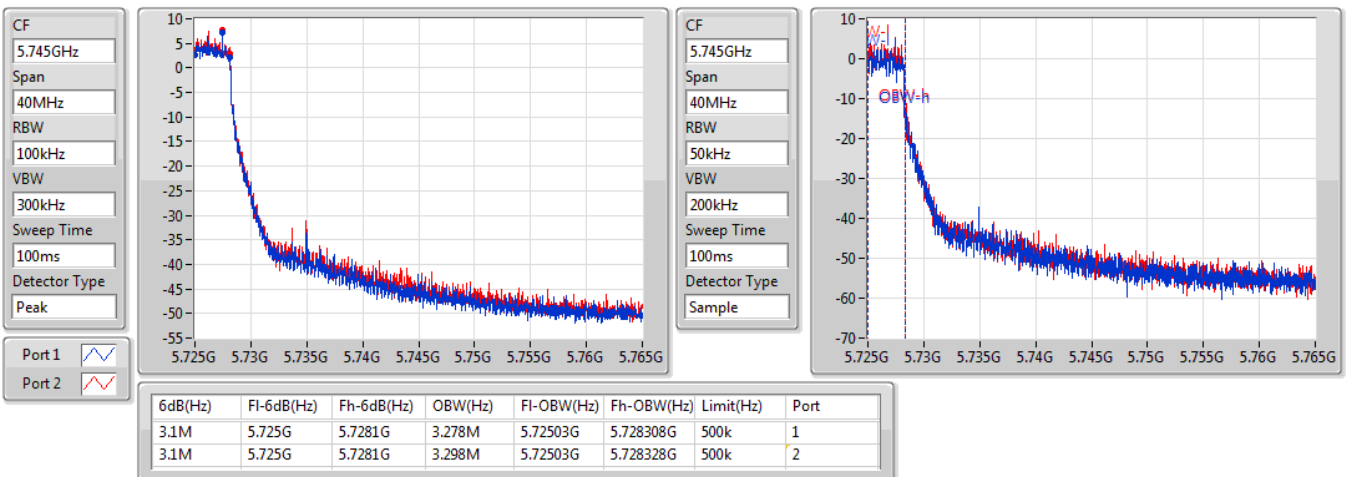 CF
5.745GHz
Span
40MHz
RBW
100kHz
VBW
300kHz
Sweep Time
100ms
Detector Type
Peak
Port 1
Port 2
10
5
0
-5
-10
-15
-20
-25
-30
-35
-40
-45
-50
-55
5.725G 5.73G 5.735G 5.74G 5.745G 5.75G 5.755G 5.76G 5.765G
CF
5.745GHz
Span
40MHz
RBW
50kHz
VBW
200kHz
Sweep Time
100ms
Detector Type
Sample
10
0
-10
-20
-30
-40
-50
-60
-70
OBW-h
5.725G 5.73G 5.735G 5.74G 5.745G 5.75G 5.755G 5.76G 5.765G
6dB(Hz) Fl-6dB(Hz) Fh-6dB(Hz) OBW(Hz) Fl-OBW(Hz) Fh-OBW(Hz) Limit(Hz) Port
3.1M 5.725G 5.7281G 3.278M 5.72503G 5.728308G 500k 1
3.1M 5.725G 5.7281G 3.298M 5.72503G 5.728328G 500k 2